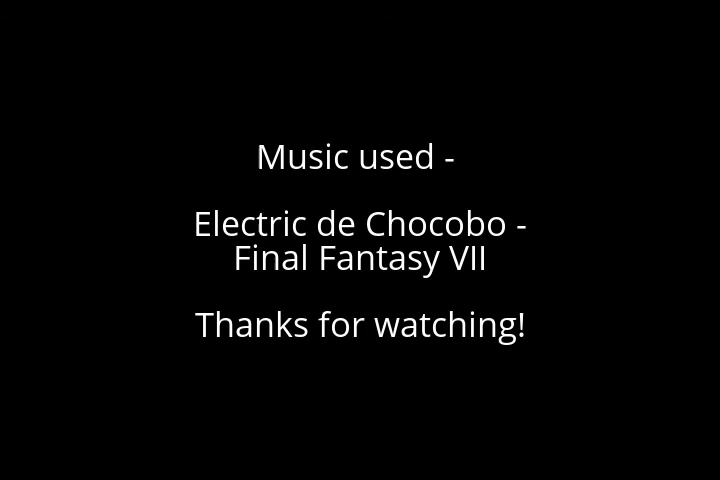 Music used -
Electric de Chocobo -
Final Fantasy VII
Thanks for watching!